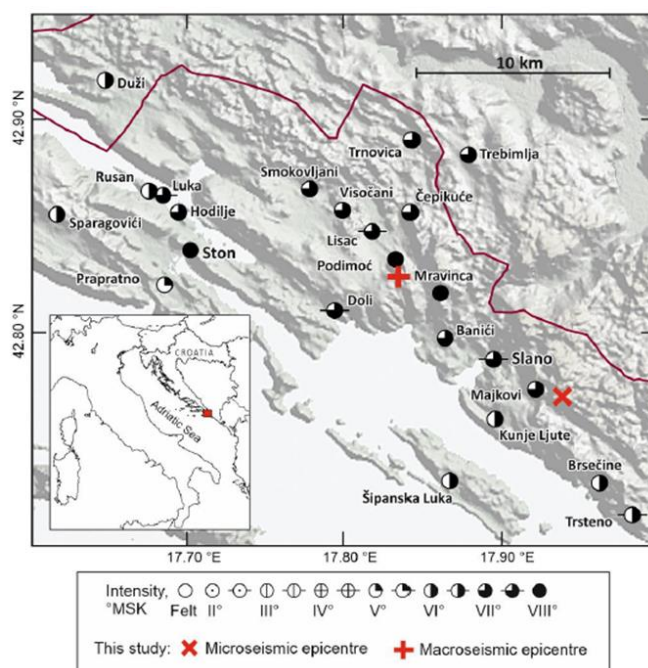 10 km
Duži
42.90 °N
Trnovica
Trebimlja
Rusan
Luka
Smokovljani
Visočani
Čepikuće
Sparagovići
Hodilje
Lisac
Ston
Podimoć
Mravinca
Prapratno
Doli
42.80 °N
Banići
Slano
CROATIA
Adriatic Sea
Majkovi
Kunje Ljute
Šipanska Luka
Brsečine
Trsteno
17.70 °E
17.80 °E
17.90 °E
Intensity, °MSK
Felt II° III° IV° V° VI° VII° VIII°
This study: Microseismic epicentre Macroseismic epicentre